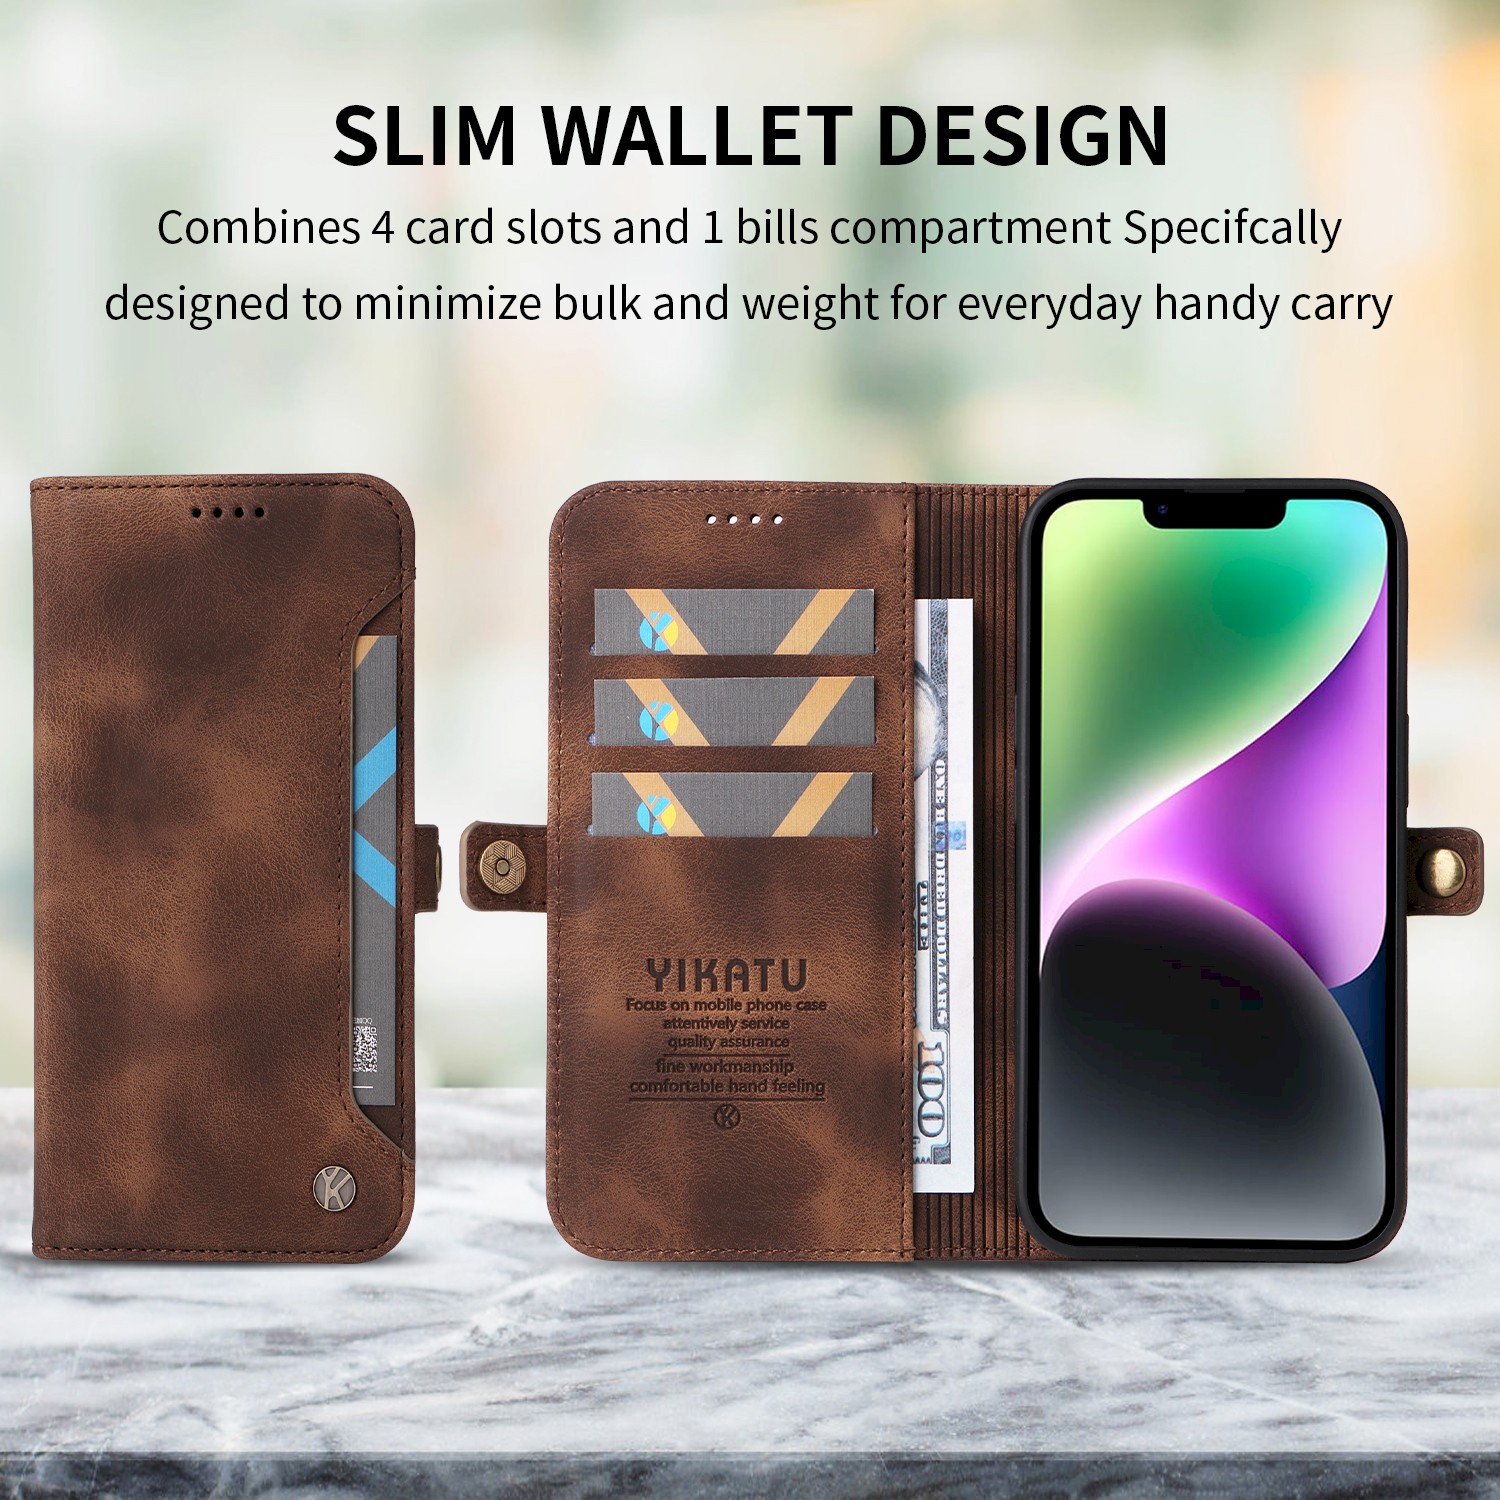 SLIM WALLET DESIGN
Combines 4 card slots and 1 bills compartment Specifcally
designed to minimize bulk and weight for everyday handy carry
YIKATU
Focus on mobile phone case
attentively service
quality assurance
fine workmanship
comfortable hand feeling
100